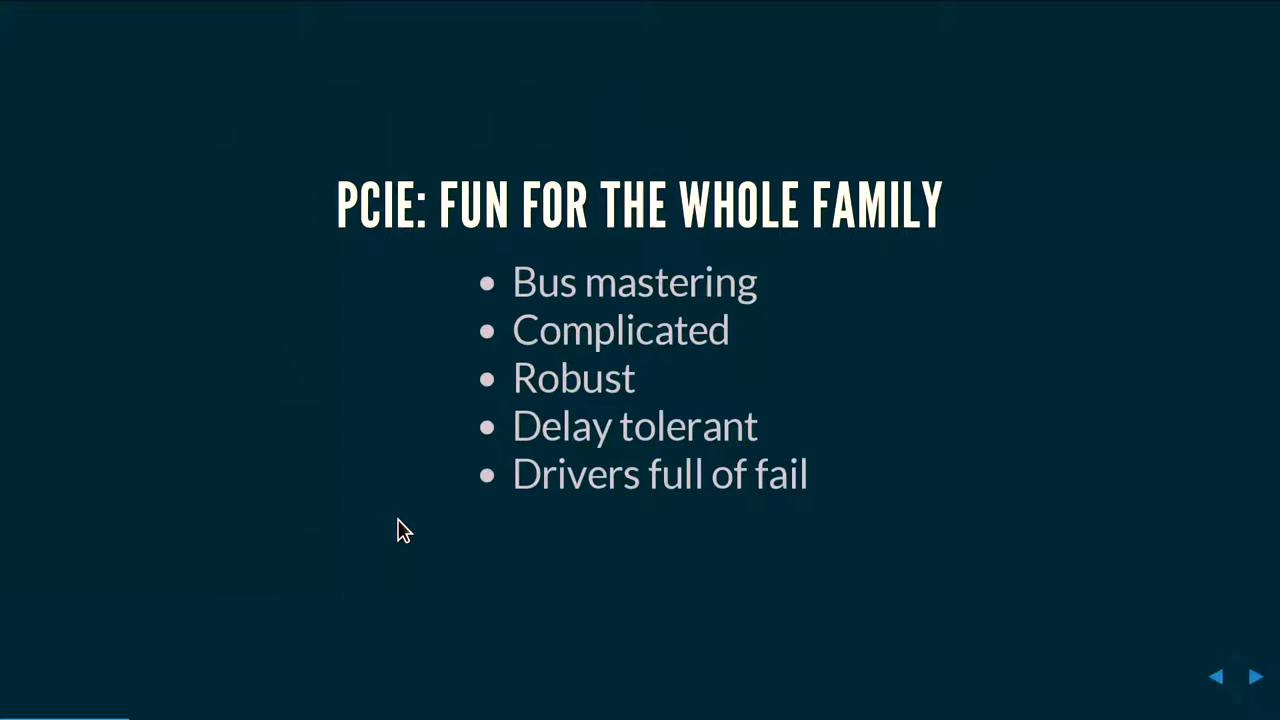 PCIE: FUN FOR THE WHOLE FAMILY
• Bus mastering
• Complicated
• Robust
• Delay tolerant
• Drivers full of fail